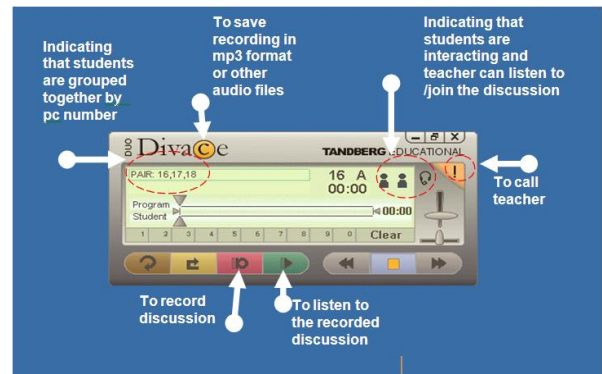 Indicating
that students
are grouped
together by
pc number
To save
recording in
mp3 format
or other
audio files
Indicating that
students are
interacting and
teacher can listen to
/join the discussion
DUO Divace
TANDBERG EDUCATIONAL
PAIR: 16,17,18
16 A
00:00
!
To call
teacher
Program
Student
00:00
1 2 3 4 5 6 7 8 9 0 Clear
To record
discussion
To listen to
the recorded
discussion